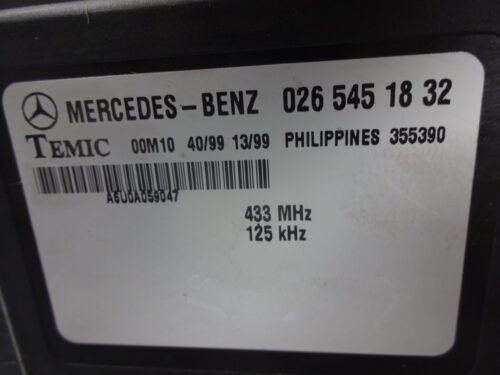 MERCEDES-BENZ 026 545 18 32
TEMIC 00M10 40/99 13/99 PHILIPPINES 355390
A6U0A059047
433 MHz
125 kHz